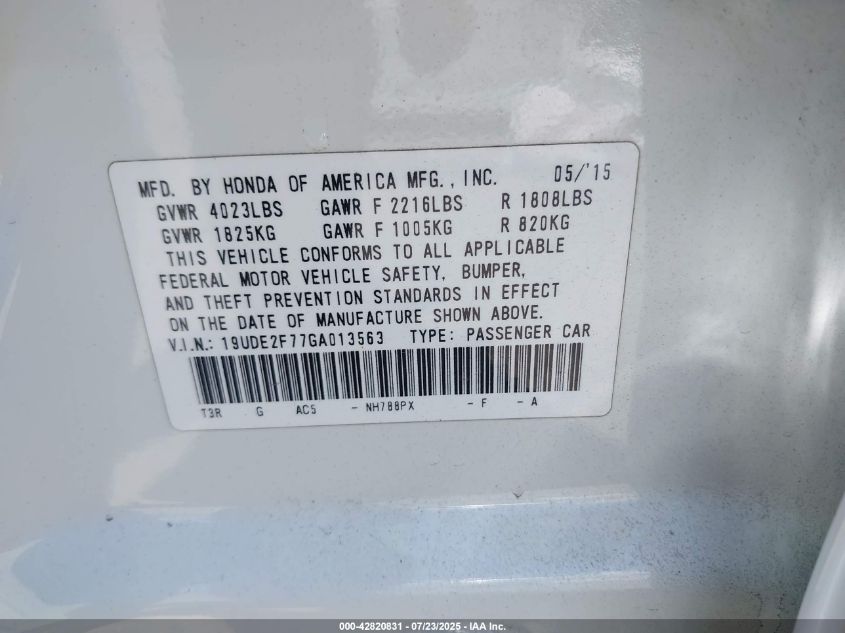 MFD. BY HONDA OF AMERICA MFG., INC. 05/'15
GVWR 4023LBS GAWR F 2216LBS R 1808LBS
GVWR 1825KG GAWR F 1005KG R 820KG
THIS VEHICLE CONFORMS TO ALL APPLICABLE
FEDERAL MOTOR VEHICLE SAFETY, BUMPER,
AND THEFT PREVENTION STANDARDS IN EFFECT
ON THE DATE OF MANUFACTURE SHOWN ABOVE.
V.I.N.: 19UDE2F77GA013563 TYPE: PASSENGER CAR
T3R G AC5 - NH788PX - F - A
000-42820831 - 07/23/2025 - IAA Inc.